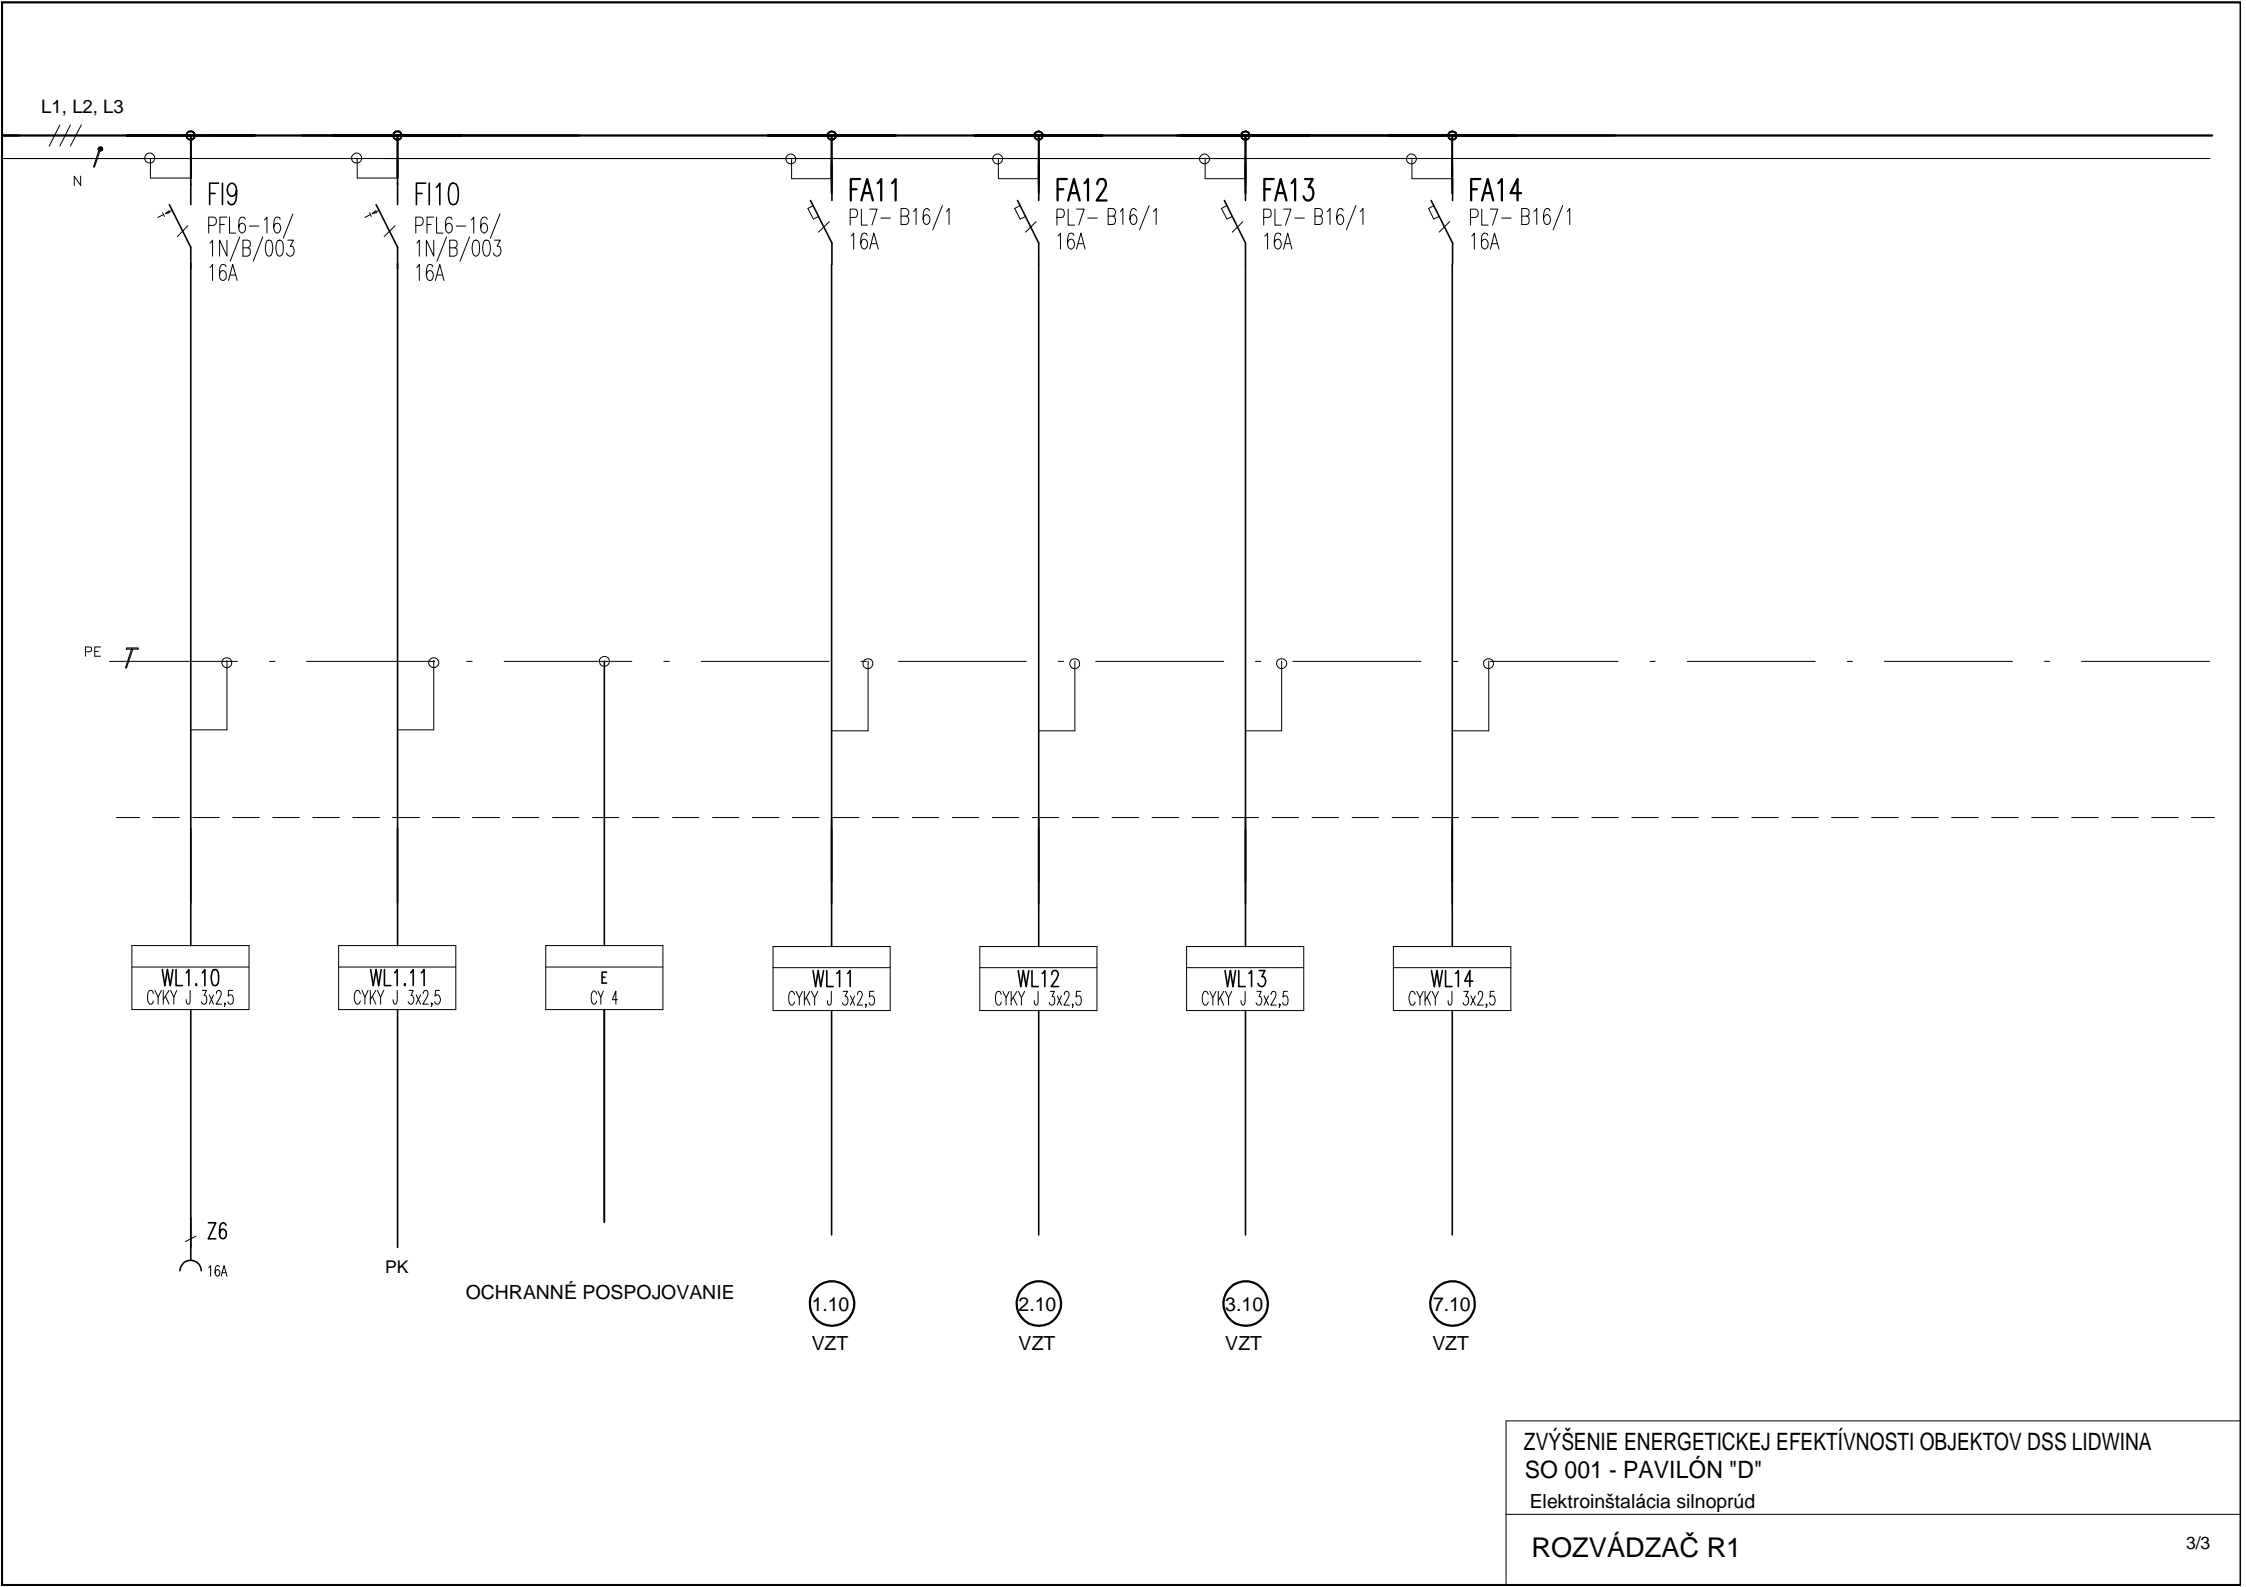 L1, L2, L3
N
FI9
PFL6-16/
1N/B/003
16A
FI10
PFL6-16/
1N/B/003
16A
FA11
PL7- B16/1
16A
FA12
PL7- B16/1
16A
FA13
PL7- B16/1
16A
FA14
PL7- B16/1
16A
PE
WL1.10
CYKY J 3x2,5
WL1.11
CYKY J 3x2,5
E
CY 4
WL11
CYKY J 3x2,5
WL12
CYKY J 3x2,5
WL13
CYKY J 3x2,5
WL14
CYKY J 3x2,5
Z6
16A
PK
OCHRANNÉ POSPOJOVANIE
1.10
VZT
2.10
VZT
3.10
VZT
7.10
VZT
ZVÝŠENIE ENERGETICKEJ EFEKTÍVNOSTI OBJEKTOV DSS LIDWINA
SO 001 - PAVILÓN "D"
Elektroinštalácia silnoprúd
ROZVÁDZAČ R1
3/3